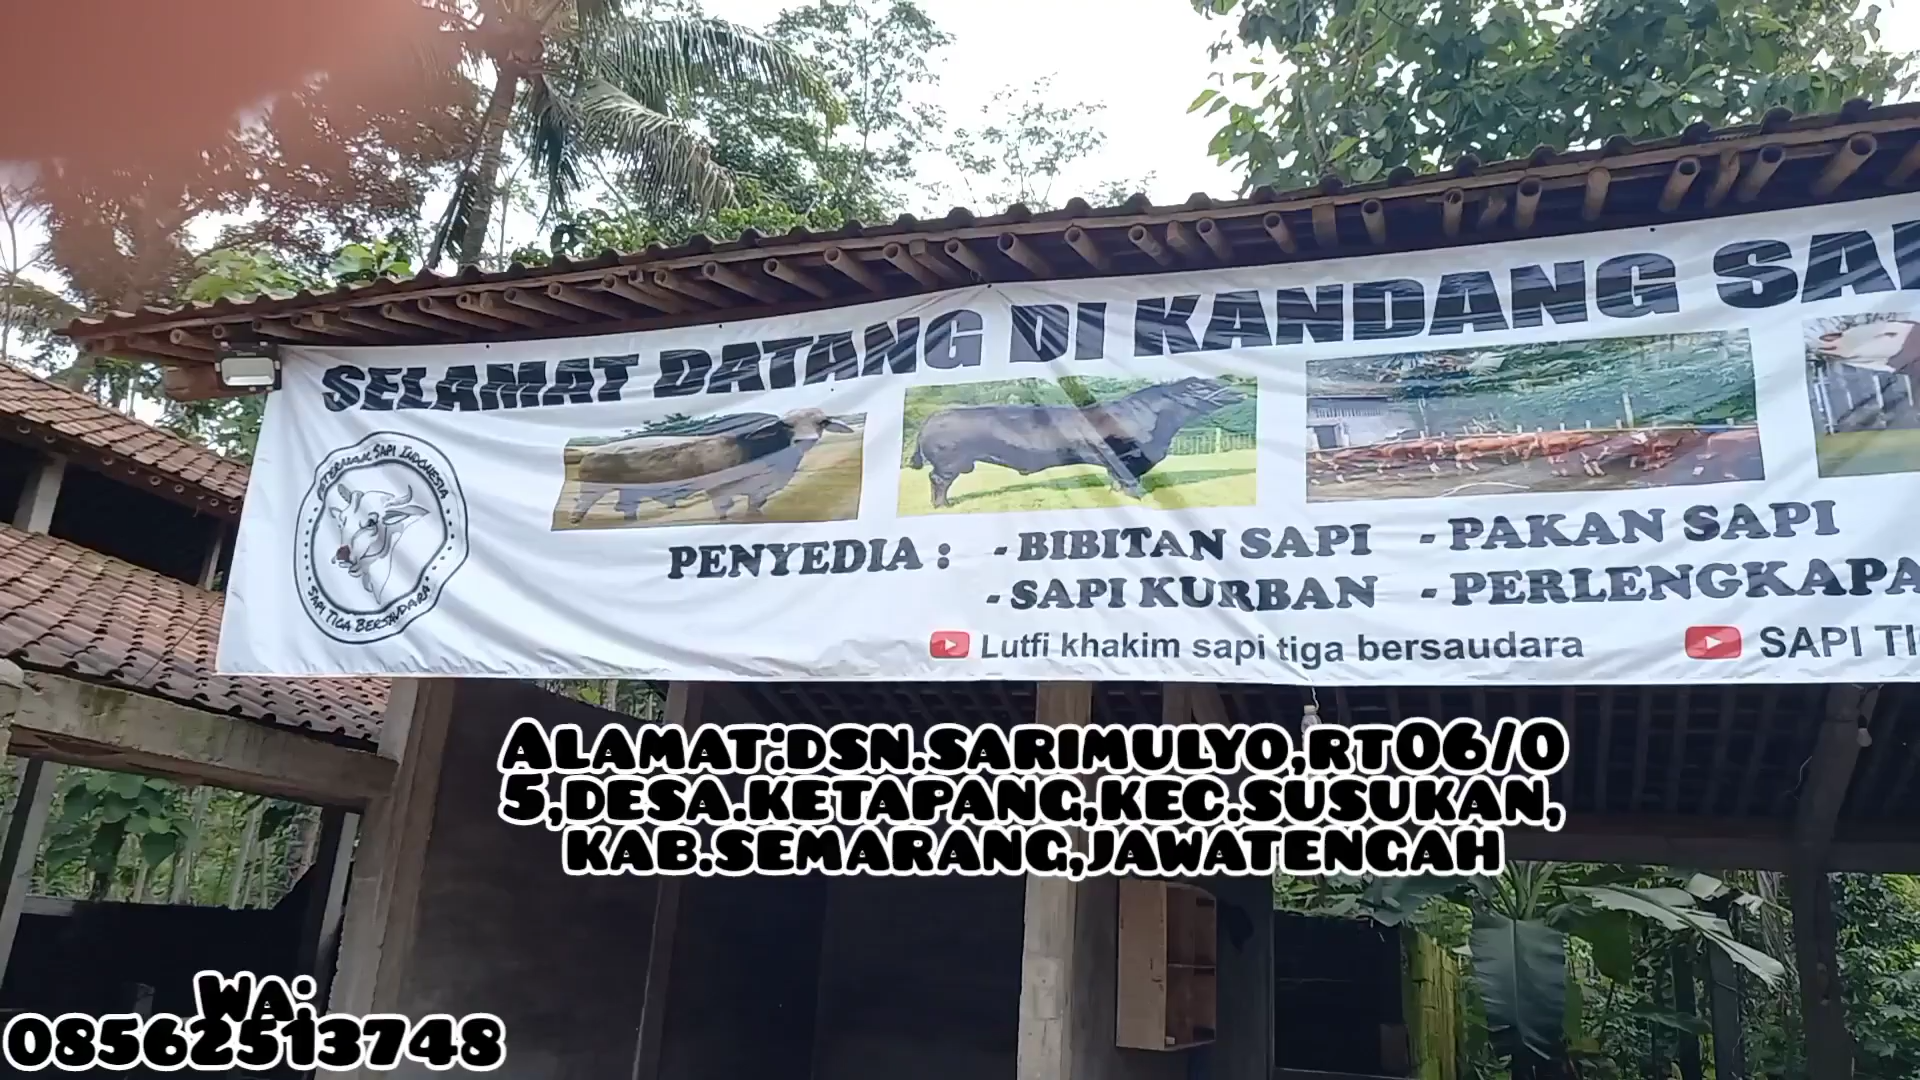 SELAMAT DATANG DI KANDANG SA
PETERNAK SAPI INDONESIA
SAPI TIGA BERSAUDARA
PENYEDIA : - BIBITAN SAPI - PAKAN SAPI
- SAPI KURBAN - PERLENGKAPA
Lutfi khakim sapi tiga bersaudara SAPI TI
Alamat:dsn.sarimulyo,rt06/0
5,desa.ketapang,kec.susukan,
kab.semarang,jawatengah
Wa:
08562513748